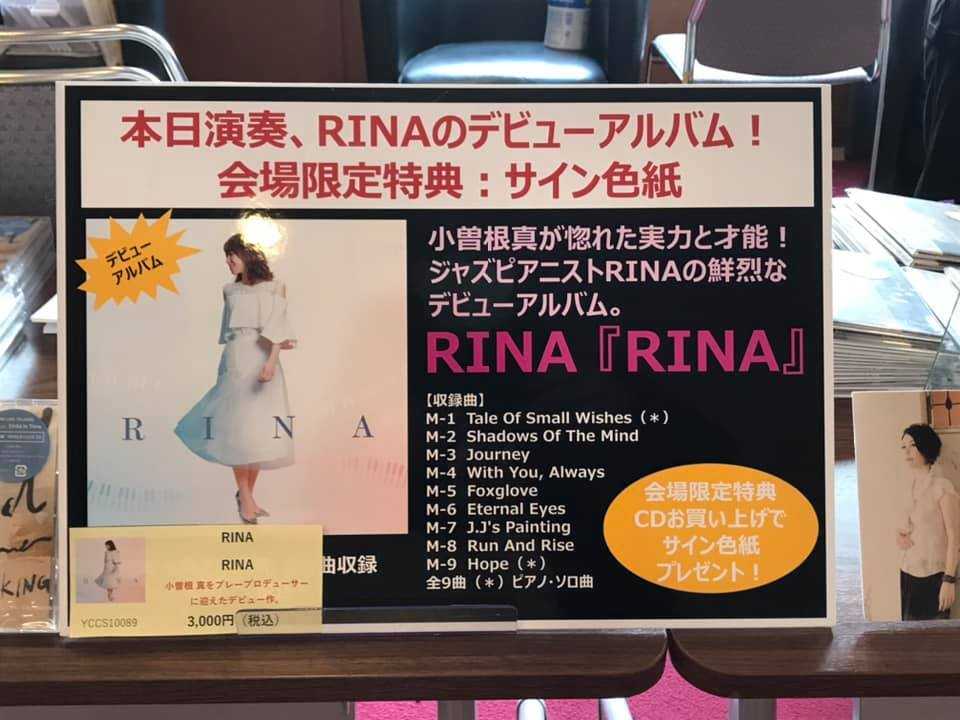 本日演奏、RINAのデビューアルバム！
会場限定特典：サイン色紙
デビュー
アルバム
R I N A
小曽根真が惚れた実力と才能！
ジャズピアニストRINAの鮮烈な
デビューアルバム。
RINA『RINA』
【収録曲】
M-1 Tale Of Small Wishes（＊）
M-2 Shadows Of The Mind
M-3 Journey
M-4 With You, Always
M-5 Foxglove
M-6 Eternal Eyes
M-7 J.J's Painting
M-8 Run And Rise
M-9 Hope（＊）
全9曲（＊）ピアノ・ソロ曲
会場限定特典
CDお買い上げで
サイン色紙
プレゼント！
曲収録
RINA
RINA
小曽根 真をプレープロデューサー
に迎えたデビュー作。
YCCS10089
3,000円（税込）
KING